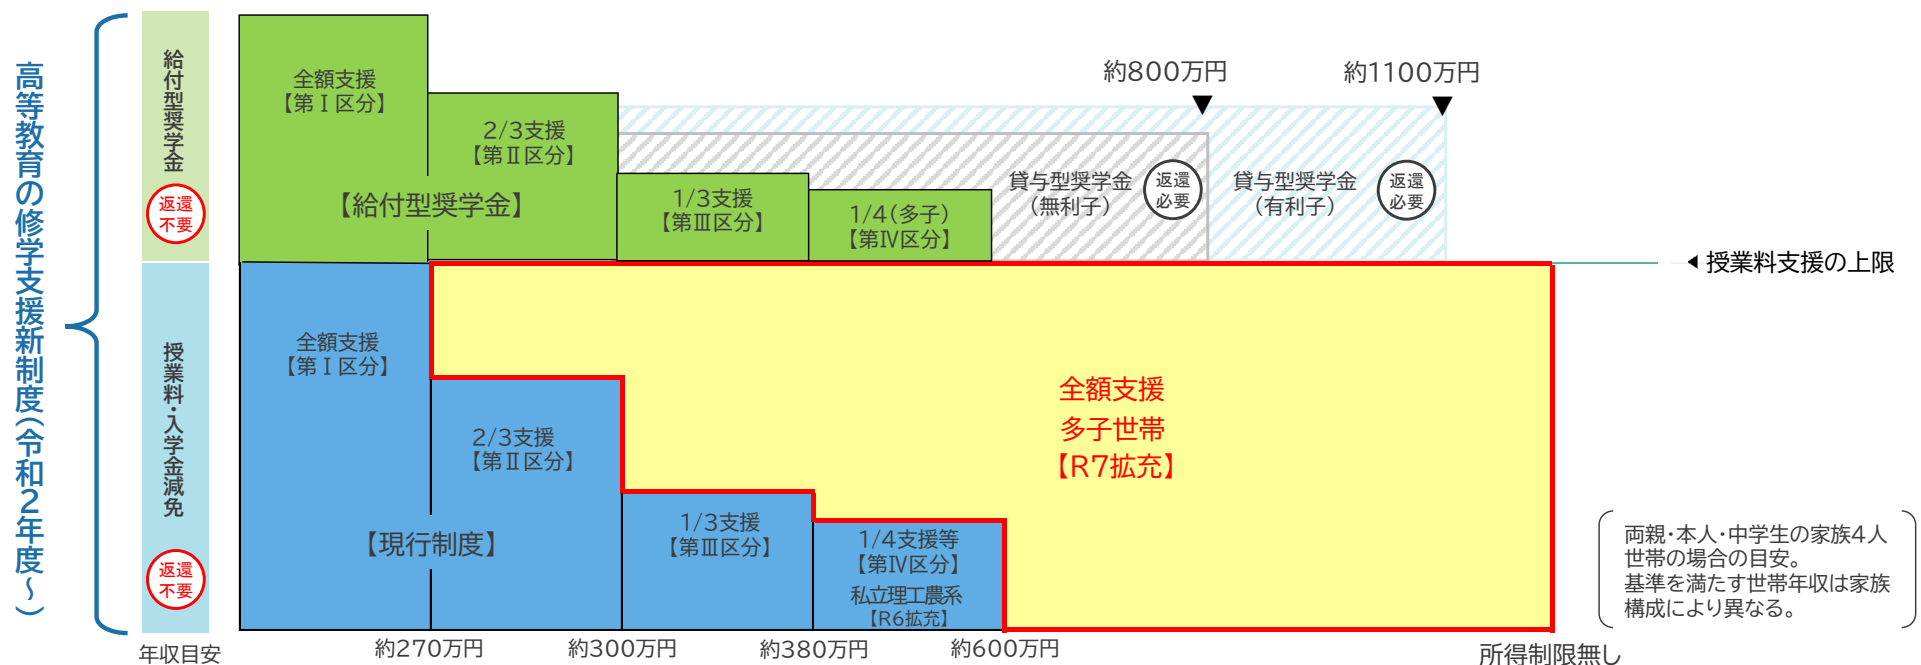 高等教育の修学支援新制度(令和2年度~)
給付型奨学金
返還
不要
授業料・入学金減免
返還
不要
全額支援
【第Ⅰ区分】
2/3支援
【第Ⅱ区分】
【給付型奨学金】
1/3支援
【第Ⅲ区分】
1/4(多子)
【第Ⅳ区分】
約800万円
約1100万円
貸与型奨学金
(無利子)
返還
必要
貸与型奨学金
(有利子)
返還
必要
◀授業料支援の上限
全額支援
【第Ⅰ区分】
2/3支援
【第Ⅱ区分】
【現行制度】
1/3支援
【第Ⅲ区分】
1/4支援等
【第Ⅳ区分】
私立理工農系
【R6拡充】
全額支援
多子世帯
【R7拡充】
両親・本人・中学生の家族4人
世帯の場合の目安。
基準を満たす世帯年収は家族
構成により異なる。
年収目安
約270万円
約300万円
約380万円
約600万円
所得制限無し